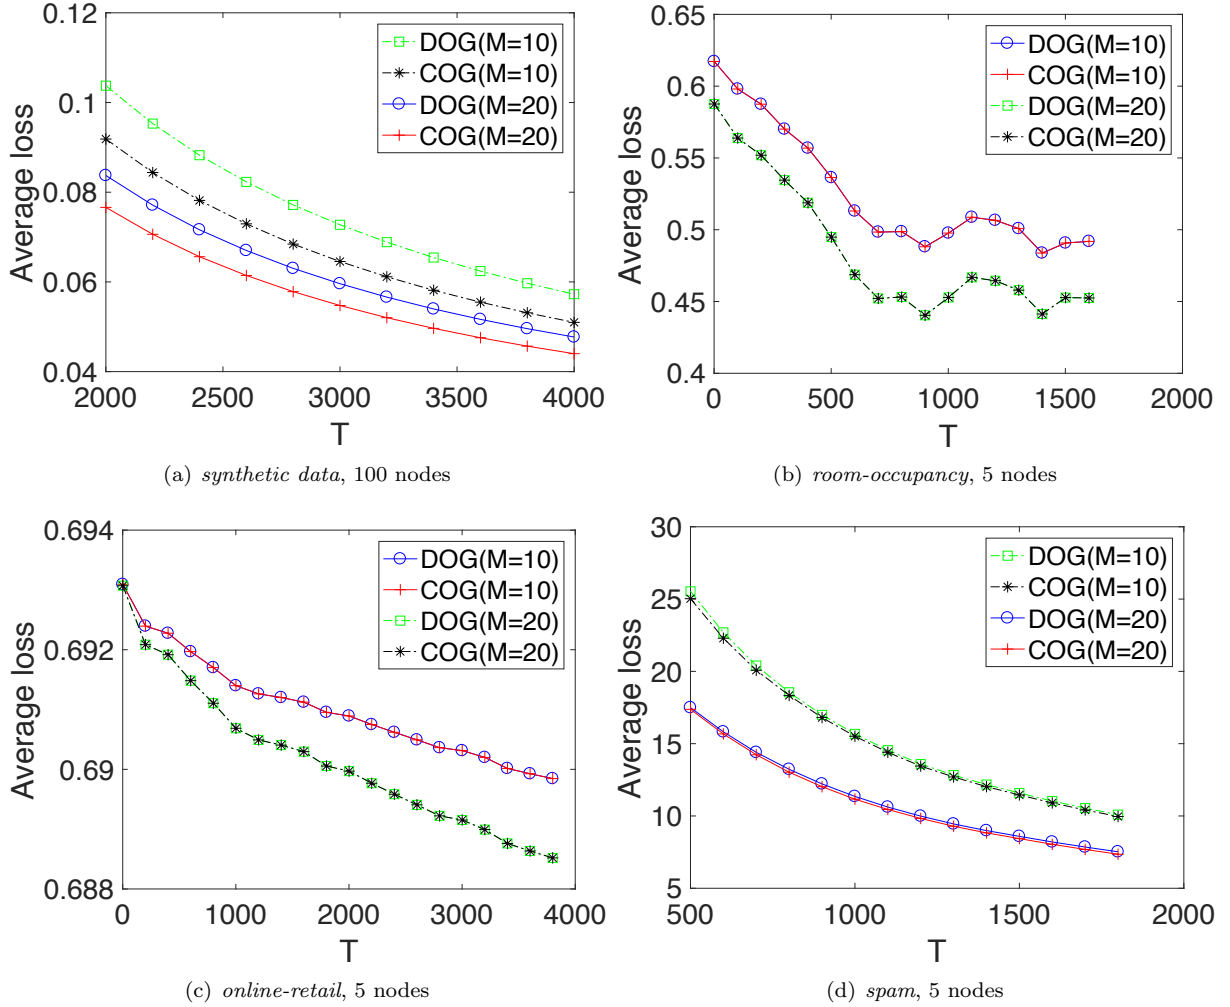 0.12
0.1
0.08
0.06
0.04
2000
2500
3000
3500
4000
Average loss
T
DOG(M=10)
COG(M=10)
DOG(M=20)
COG(M=20)
(a) synthetic data, 100 nodes
0.65
0.6
0.55
0.5
0.45
0.4
0
500
1000
1500
2000
Average loss
T
DOG(M=10)
COG(M=10)
DOG(M=20)
COG(M=20)
(b) room-occupancy, 5 nodes
0.694
0.692
0.69
0.688
0
1000
2000
3000
4000
Average loss
T
DOG(M=10)
COG(M=10)
DOG(M=20)
COG(M=20)
(c) online-retail, 5 nodes
30
25
20
15
10
5
500
1000
1500
2000
Average loss
T
DOG(M=10)
COG(M=10)
DOG(M=20)
COG(M=20)
(d) spam, 5 nodes